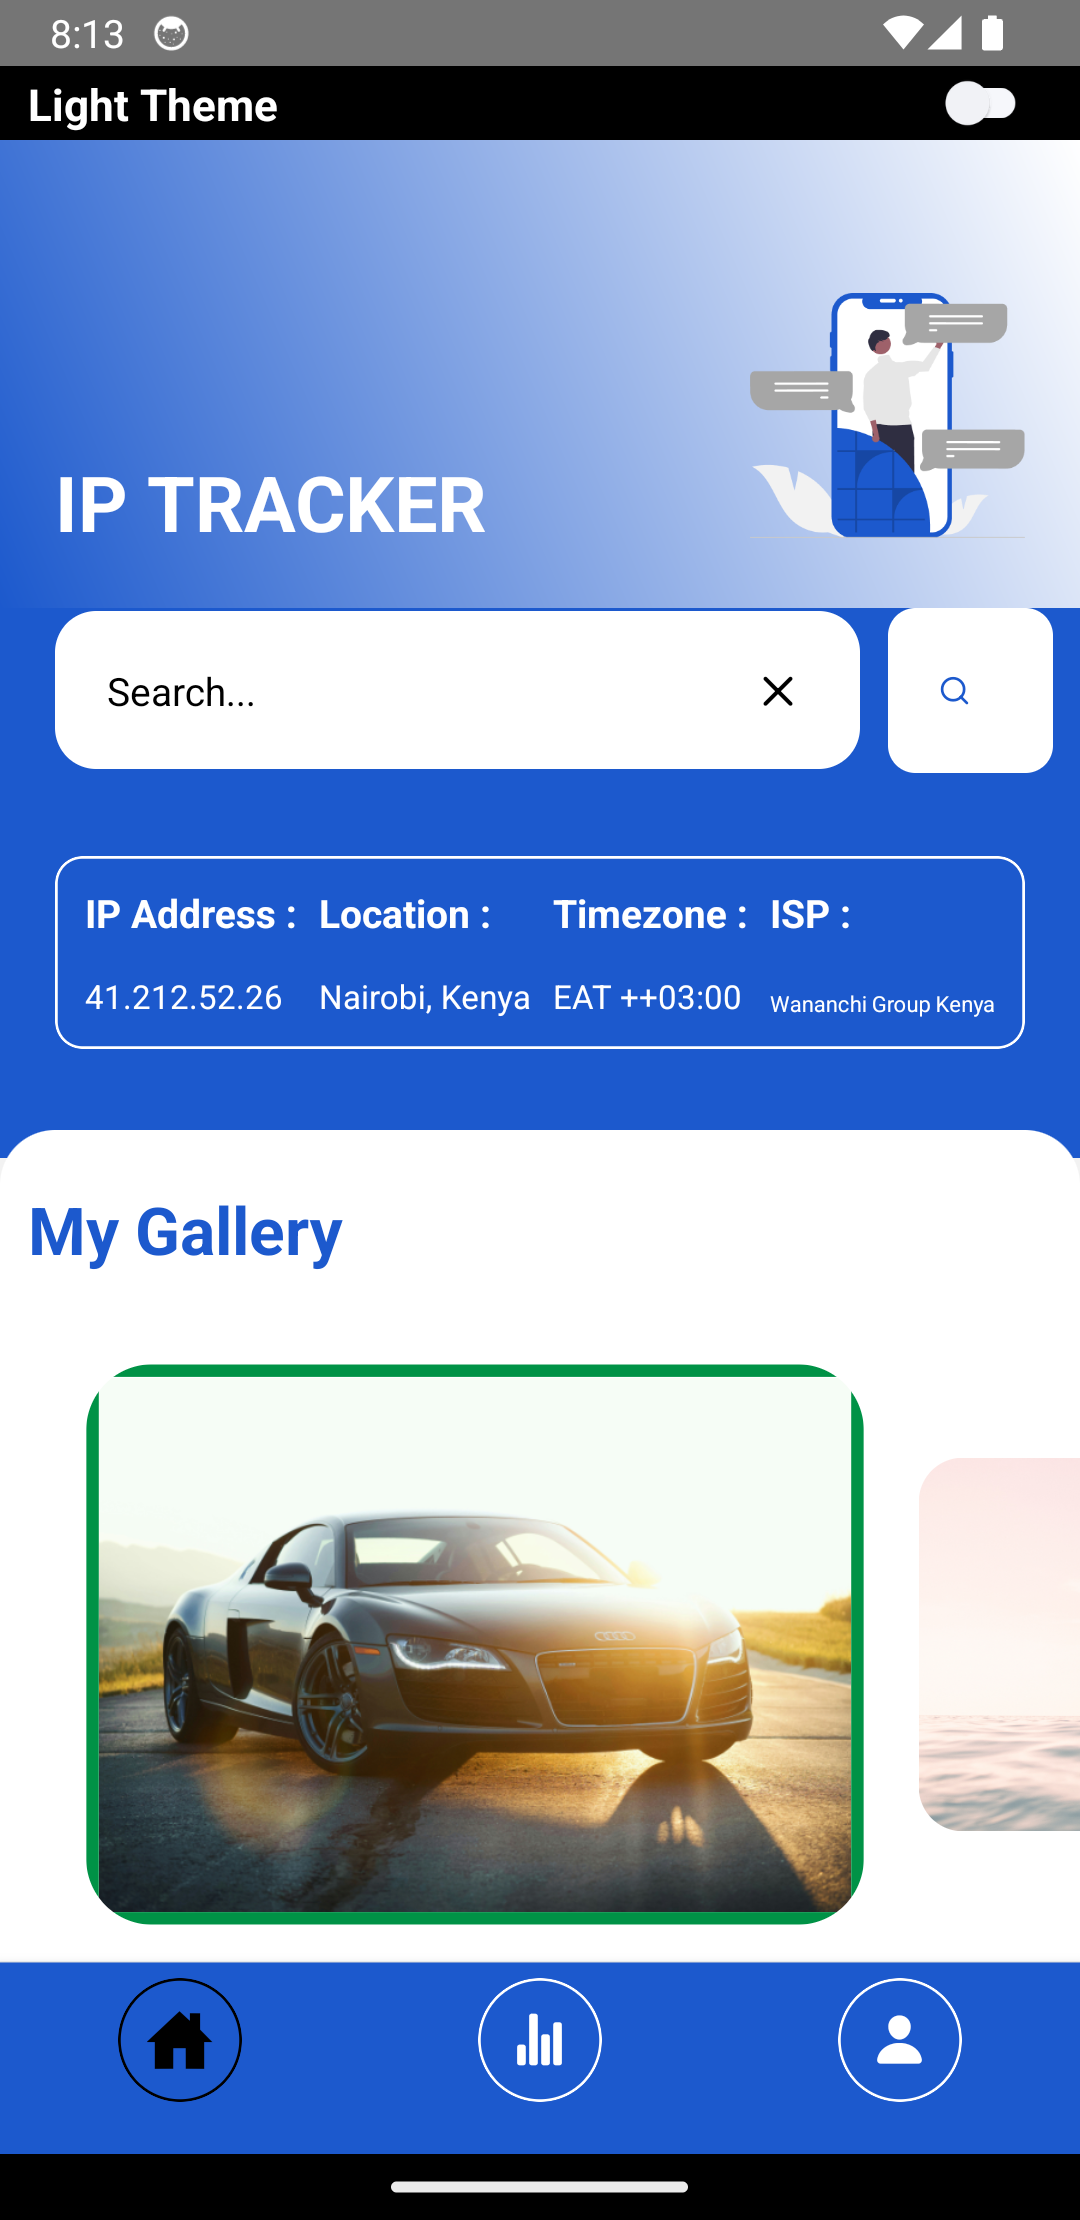 8:13
Light Theme
IP TRACKER
Search...
IP Address : Location : Timezone : ISP :
41.212.52.26 Nairobi, Kenya EAT ++03:00 Wananchi Group Kenya
My Gallery